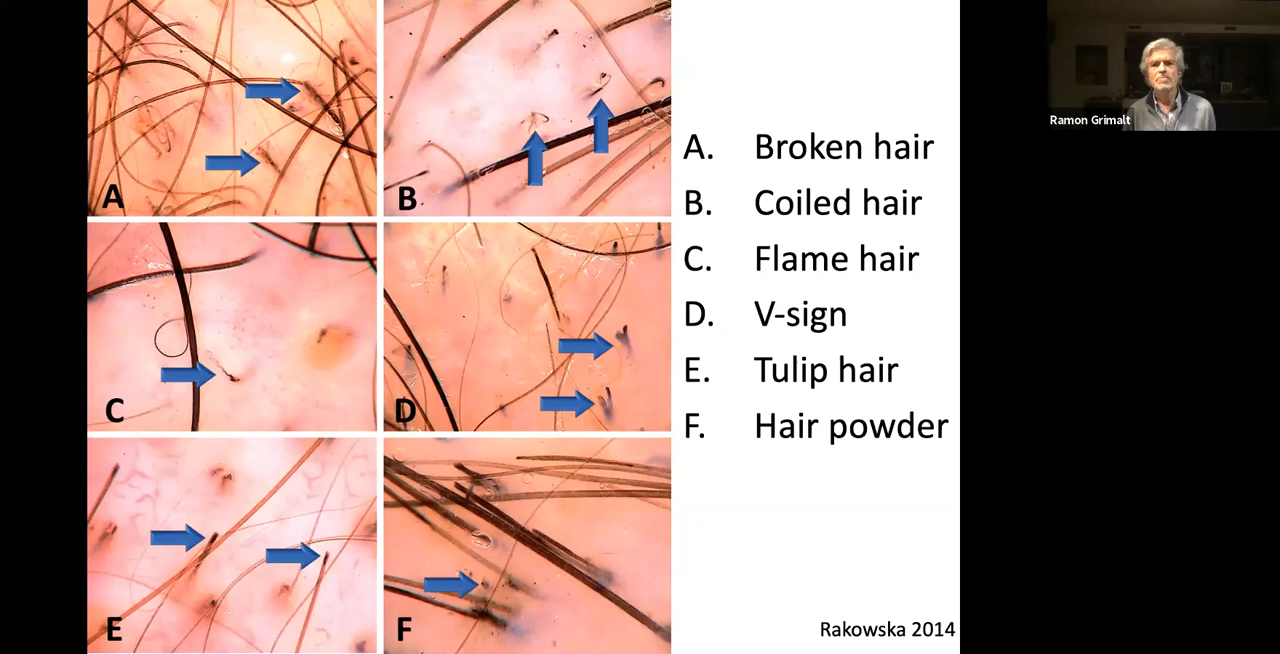 A
B
C
D
E
F
A. Broken hair
B. Coiled hair
C. Flame hair
D. V-sign
E. Tulip hair
F. Hair powder
Rakowska 2014
Ramon Grimalt